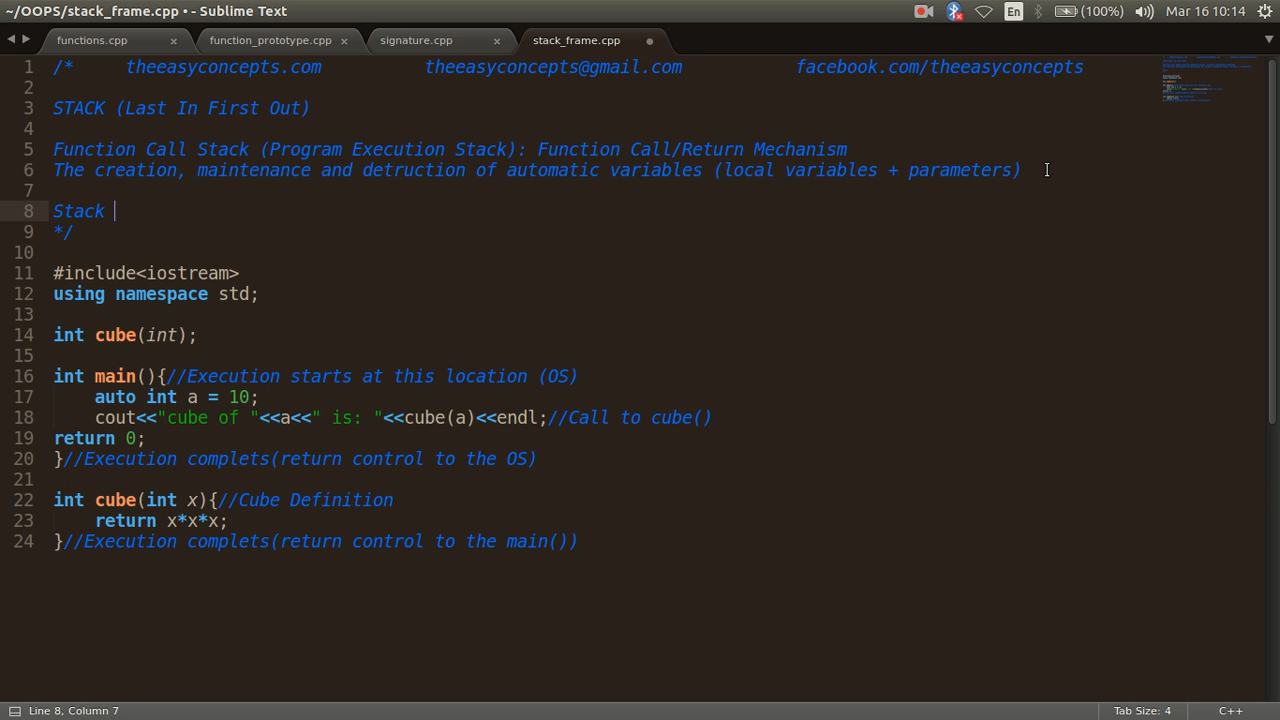 ~/OOPS/stack_frame.cpp • - Sublime Text
En (100%) Mar 16 10:14
functions.cpp × function_prototype.cpp × signature.cpp × stack_frame.cpp
1 /* theeasyconcepts.com theeasyconcepts@gmail.com facebook.com/theeasyconcepts
2
3 STACK (Last In First Out)
4
5 Function Call Stack (Program Execution Stack): Function Call/Return Mechanism
6 The creation, maintenance and detruction of automatic variables (local variables + parameters)
7
8 Stack
9 */
10
11 #include<iostream>
12 using namespace std;
13
14 int cube(int);
15
16 int main(){//Execution starts at this location (OS)
17 auto int a = 10;
18 cout<<"cube of "<<a<<" is: "<<cube(a)<<endl;//Call to cube()
19 return 0;
20 }//Execution complets(return control to the OS)
21
22 int cube(int x){//Cube Definition
23 return x*x*x;
24 }//Execution complets(return control to the main())
Line 8, Column 7 Tab Size: 4 C++